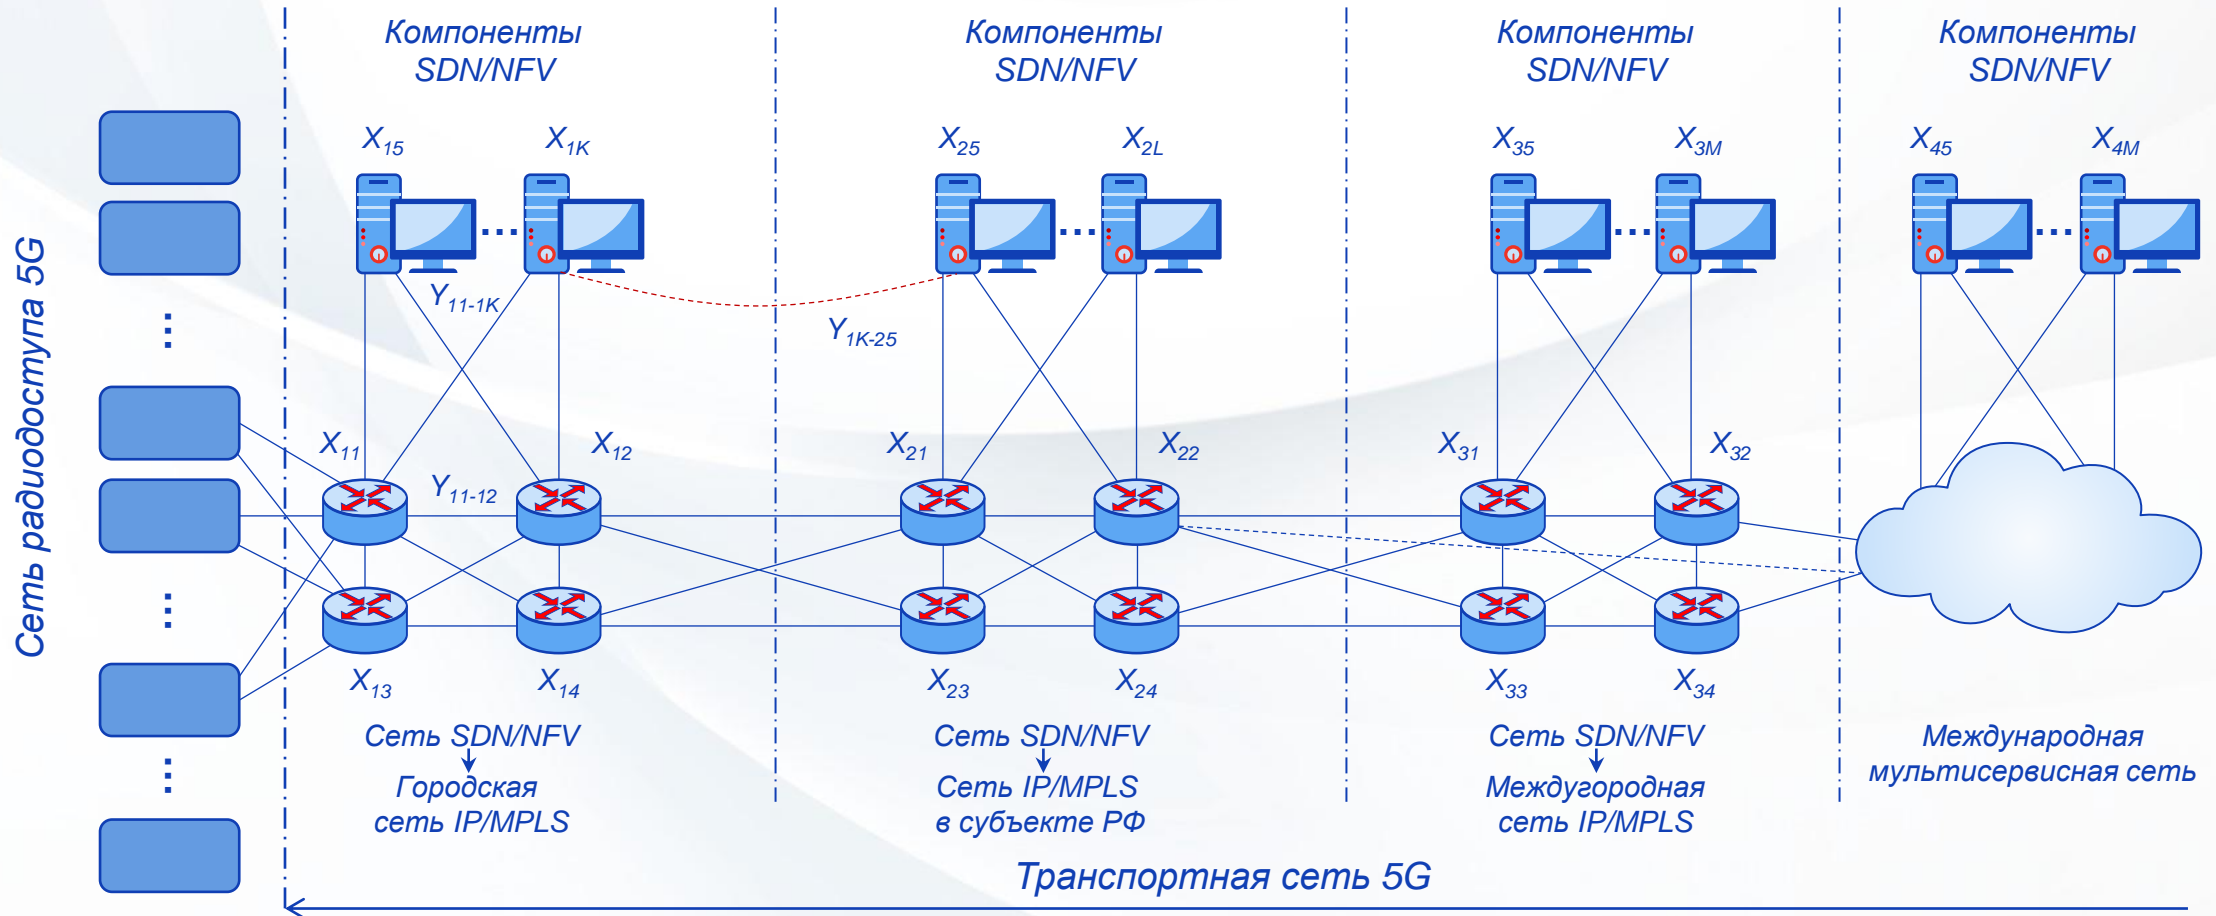 Компоненты
SDN/NFV
Компоненты
SDN/NFV
Компоненты
SDN/NFV
Компоненты
SDN/NFV
X15
X1K
X25
X2L
X35
X3M
X45
X4M
...
...
...
...
Сеть радиодоступа 5G
Y11-1K
Y1K-25
X11
X12
X21
X22
X31
X32
Y11-12
X13
X14
X23
X24
X33
X34
Сеть SDN/NFV
Городская
сеть IP/MPLS
Сеть SDN/NFV
Сеть IP/MPLS
в субъекте РФ
Сеть SDN/NFV
Междугородная
сеть IP/MPLS
Международная
мультисервисная сеть
Транспортная сеть 5G